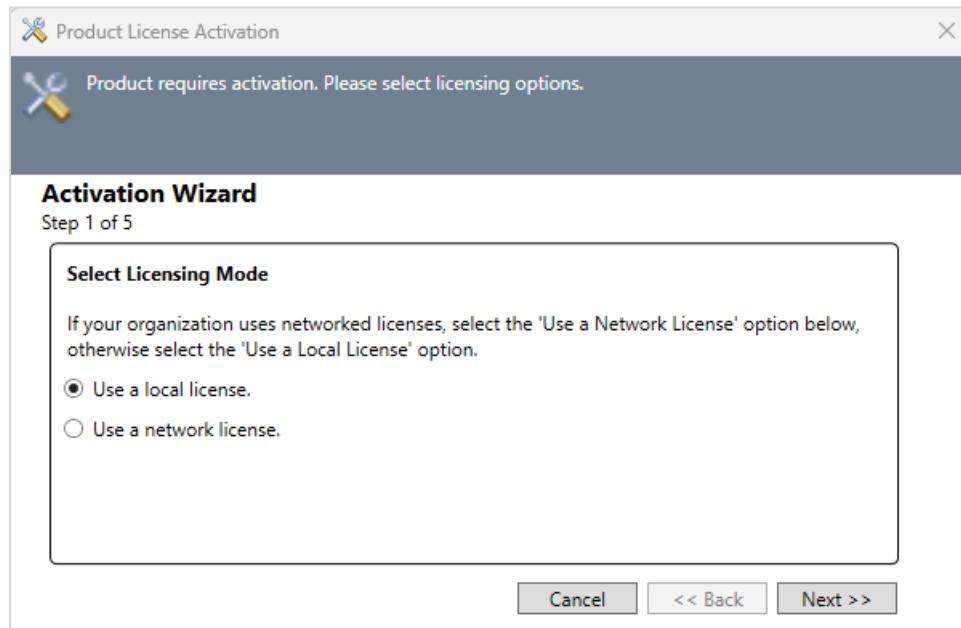 Product License Activation
Product requires activation. Please select licensing options.
Activation Wizard
Step 1 of 5
Select Licensing Mode
If your organization uses networked licenses, select the 'Use a Network License' option below,
otherwise select the 'Use a Local License' option.
Use a local license.
Use a network license.
Cancel
<< Back
Next >>